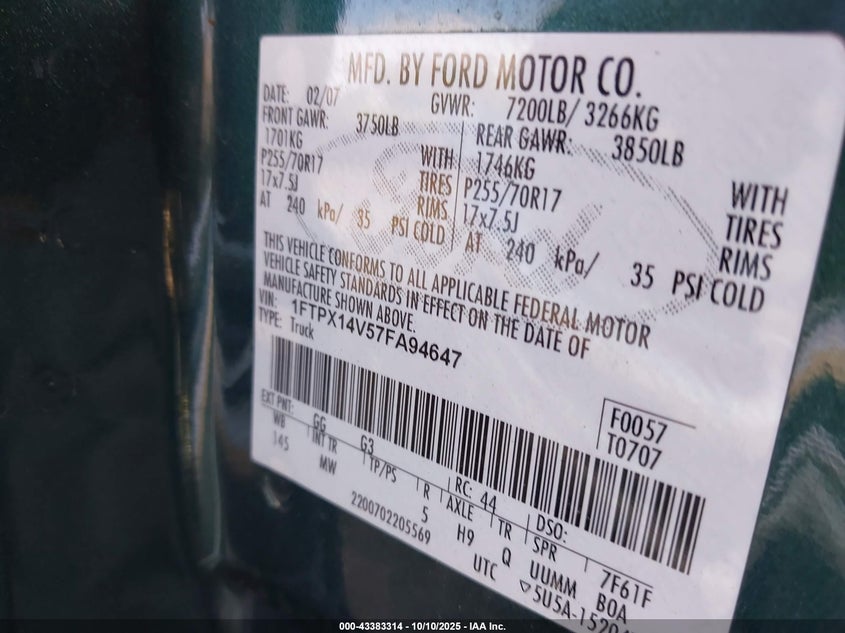 MFD. BY FORD MOTOR CO.
DATE: 02/07 GVWR: 7200LB/ 3266KG
FRONT GAWR: 3750LB REAR GAWR: 3850LB
1701KG WITH 1746KG WITH
P255/70R17 TIRES P255/70R17 TIRES
17x7.5J RIMS 17x7.5J RIMS
AT 240 kPa/ 35 PSI COLD AT 240 kPa/ 35 PSI COLD
THIS VEHICLE CONFORMS TO ALL APPLICABLE FEDERAL MOTOR
VEHICLE SAFETY STANDARDS IN EFFECT ON THE DATE OF
MANUFACTURE SHOWN ABOVE.
VIN: 1FTPX14V57FA94647
TYPE: Truck
F0057
T0707
EXT PNT: GG G3 RC: 44 DSO:
WB INT TR TP/PS R AXLE TR SPR 7F61F
145 MW 5 H9 Q UUMM B0A
2200702205569 UTC ▽5U5A-1520
000-43383314 - 10/10/2025 - IAA Inc.